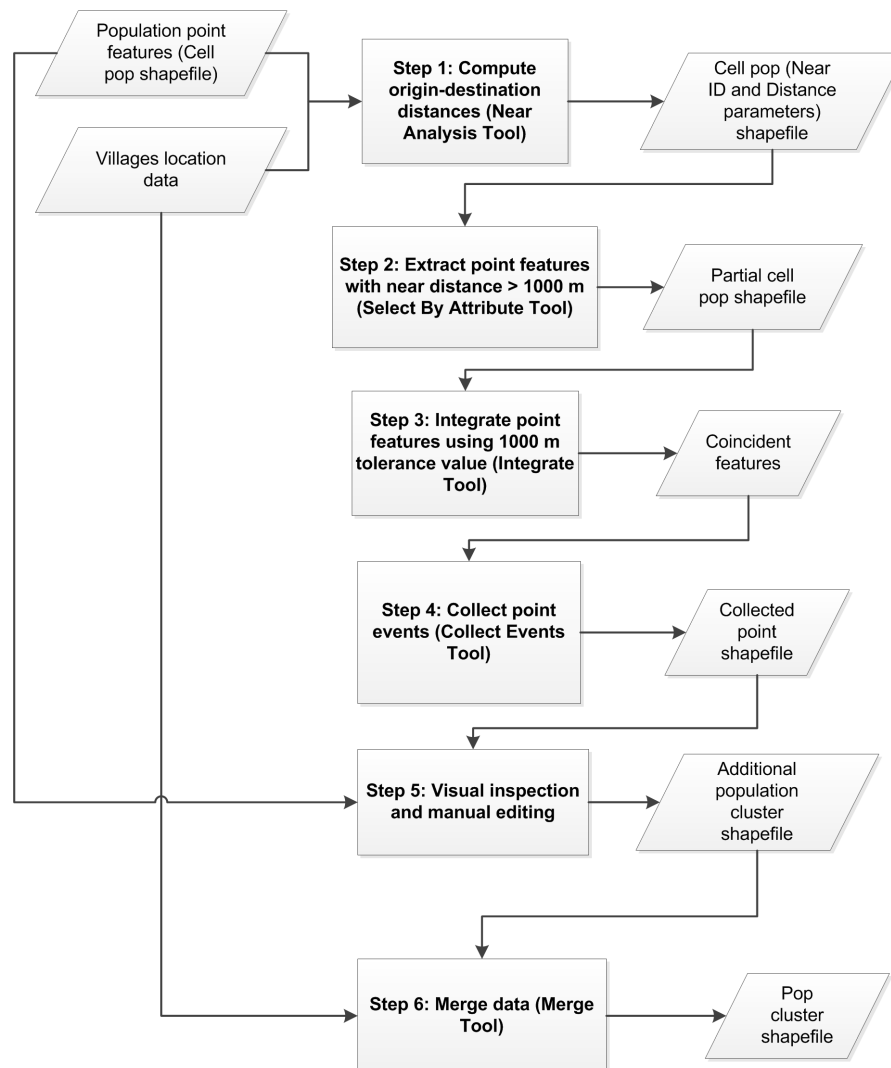 Population point
features (Cell
pop shapefile)
Step 1: Compute
origin-destination
distances (Near
Analysis Tool)
Cell pop (Near
ID and Distance
parameters)
shapefile
Villages location
data
Step 2: Extract point features
with near distance > 1000 m
(Select By Attribute Tool)
Partial cell
pop shapefile
Step 3: Integrate point
features using 1000 m
tolerance value (Integrate
Tool)
Coincident
features
Step 4: Collect point
events (Collect Events
Tool)
Collected
point
shapefile
Step 5: Visual inspection
and manual editing
Additional
population
cluster
shapefile
Step 6: Merge data (Merge
Tool)
Pop
cluster
shapefile